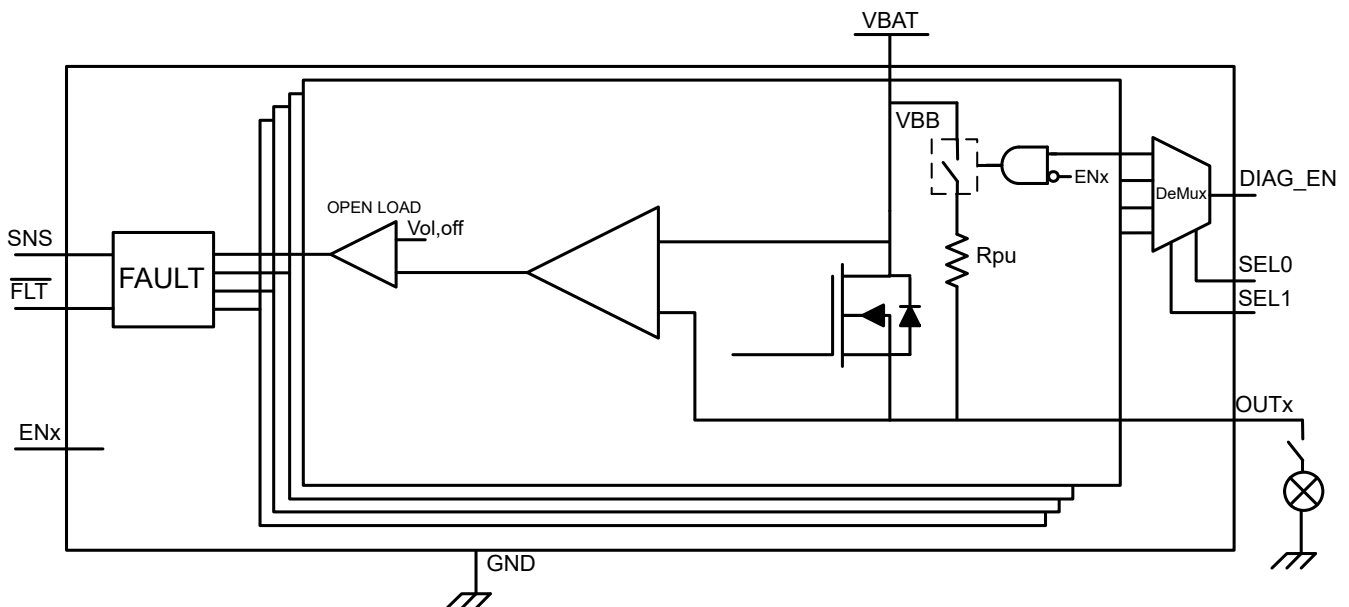 VBAT
VBB
ENx
DeMux
DIAG_EN
OPEN LOAD
Vol,off
SNS
FAULT
FLT
Rpu
SEL0
SEL1
OUTx
ENx
GND